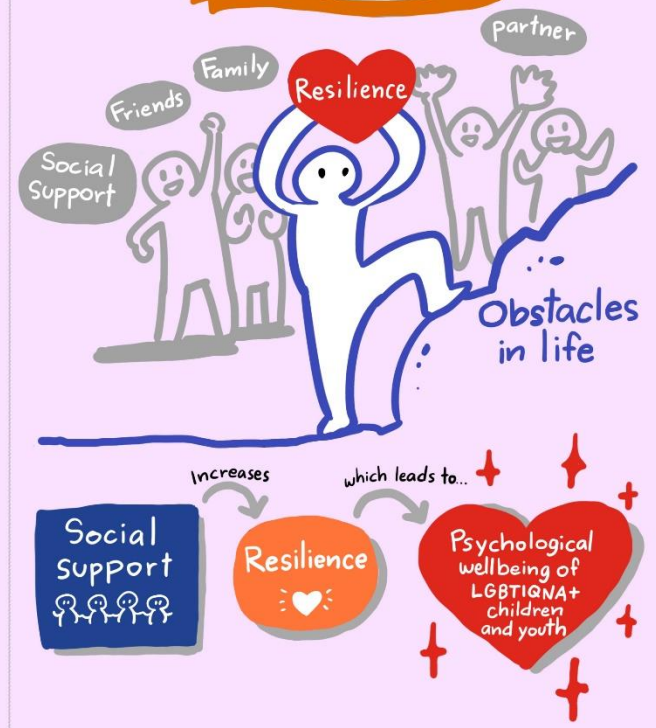 partner
Family
Resilience
Friends
Social
Support
Obstacles
in life
Increases
which leads to...
Social
support
Resilience
Psychological
wellbeing of
LGBTIQNA+
children
and youth